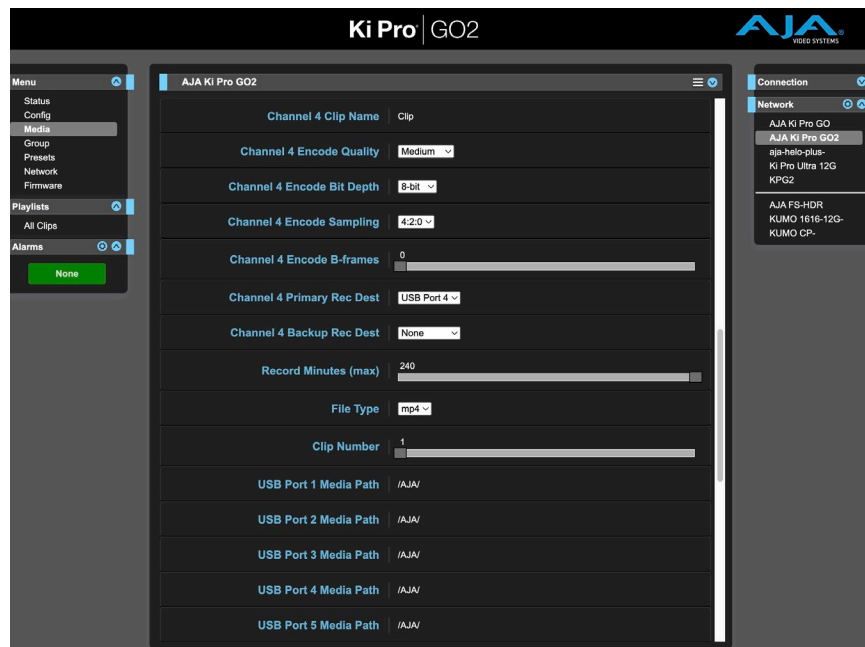 Ki Pro GO2
AJA
VIDEO SYSTEMS
Menu
Status
Config
Media
Group
Presets
Network
Firmware
Playlists
All Clips
Alarms
None
AJA Ki Pro GO2
Channel 4 Clip Name Clip
Channel 4 Encode Quality Medium
Channel 4 Encode Bit Depth 8-bit
Channel 4 Encode Sampling 4:2:0
Channel 4 Encode B-frames 0
Channel 4 Primary Rec Dest USB Port 4
Channel 4 Backup Rec Dest None
Record Minutes (max) 240
File Type mp4
Clip Number 1
USB Port 1 Media Path /AJA/
USB Port 2 Media Path /AJA/
USB Port 3 Media Path /AJA/
USB Port 4 Media Path /AJA/
USB Port 5 Media Path /AJA/
Connection
Network
AJA Ki Pro GO
AJA Ki Pro GO2
aja-helo-plus-
Ki Pro Ultra 12G
KPG2
AJA FS-HDR
KUMO 1616-12G-
KUMO CP-